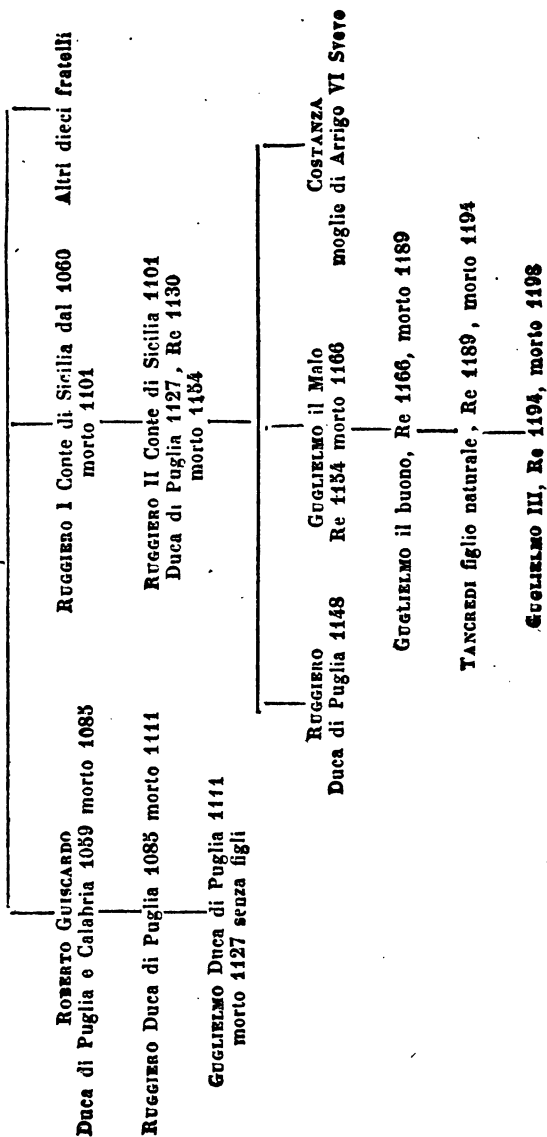 ROBERTO GUISCARDO
Duca di Puglia e Calabria 1059 morto 1085
RUGGIERO Duca di Puglia 1085 morto 1111
GUGLIELMO Duca di Puglia 1111
morto 1127 senza figli
RUGGIERO I Conte di Sicilia dal 1060
morto 1101
RUGGIERO II Conte di Sicilia 1101
Duca di Puglia 1127, Re 1130
morto 1154
Altri dieci fratelli
RUGGIERO
Duca di Puglia 1148
GUGLIELMO il Malo
Re 1154 morto 1166
COSTANZA
moglie di Arrigo VI Svevo
GUGLIELMO il buono, Re 1166, morto 1189
TANCREDI figlio naturale, Re 1189, morto 1194
GUGLIELMO III, Re 1194, morto 1198